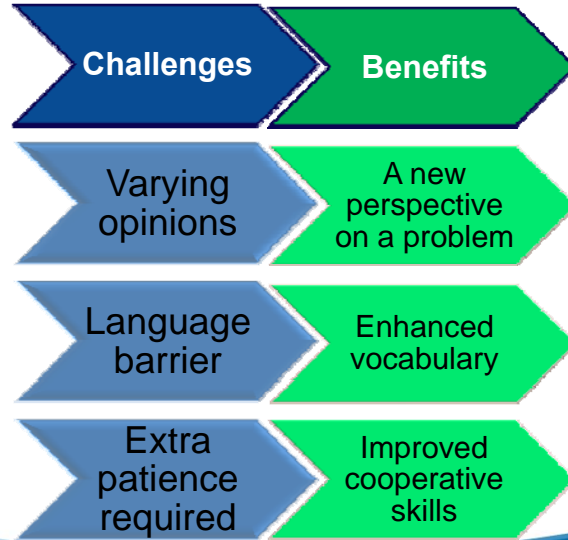 Challenges
Benefits
Varying
opinions
A new
perspective
on a problem
Language
barrier
Enhanced
vocabulary
Extra
patience
required
Improved
cooperative
skills